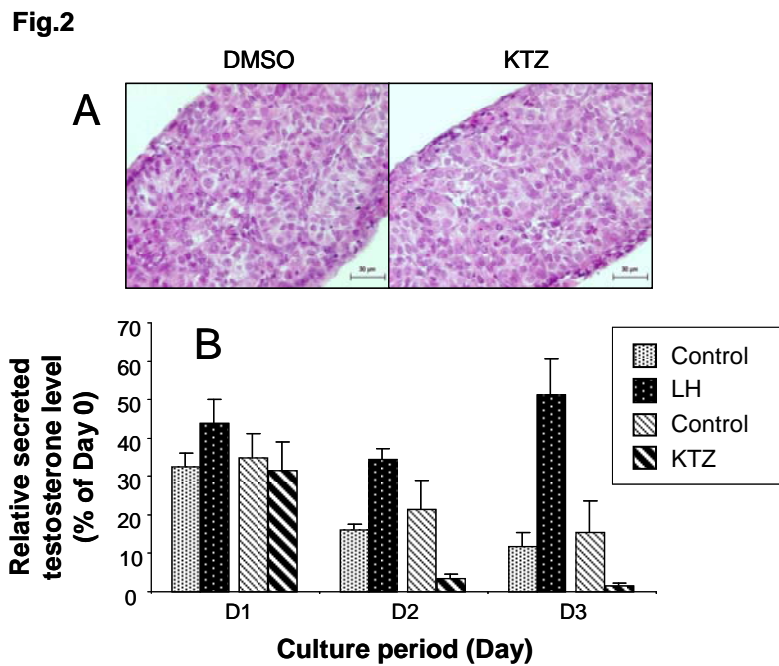 Fig.2
DMSO KTZ
A
30 µm 30 µm
B
Relative secreted
testosterone level
(% of Day 0)
70
60
50
40
30
20
10
0
D1 D2 D3
Culture period (Day)
Control
LH
Control
KTZ